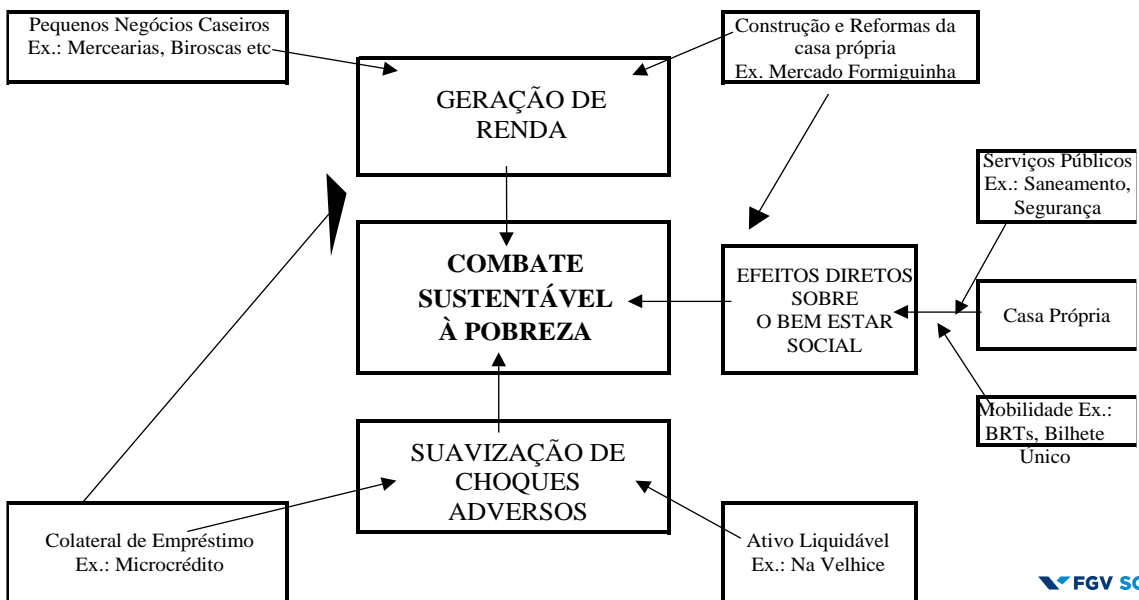 Pequenos Negócios Caseiros
Ex.: Mercearias, Biroscas etc
Construção e Reformas da
casa própria
Ex. Mercado Formiguinha
GERAÇÃO DE
RENDA
Serviços Públicos
Ex.: Saneamento,
Segurança
COMBATE
SUSTENTÁVEL
À POBREZA
EFEITOS DIRETOS
SOBRE
O BEM ESTAR
SOCIAL
Casa Própria
Mobilidade Ex.:
BRTs, Bilhete
Único
SUAVIZAÇÃO DE
CHOQUES
ADVERSOS
Colateral de Empréstimo
Ex.: Microcrédito
Ativo Liquidável
Ex.: Na Velhice
FGV